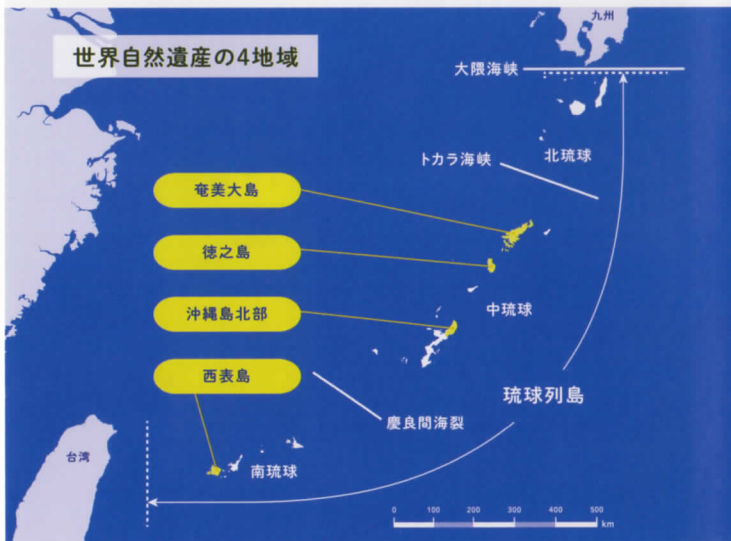 世界自然遺産の4地域
九州
大隅海峡
北琉球
トカラ海峡
奄美大島
徳之島
沖縄島北部
中琉球
西表島
琉球列島
慶良間海裂
台湾
南琉球
0 100 200 300 400 500
km